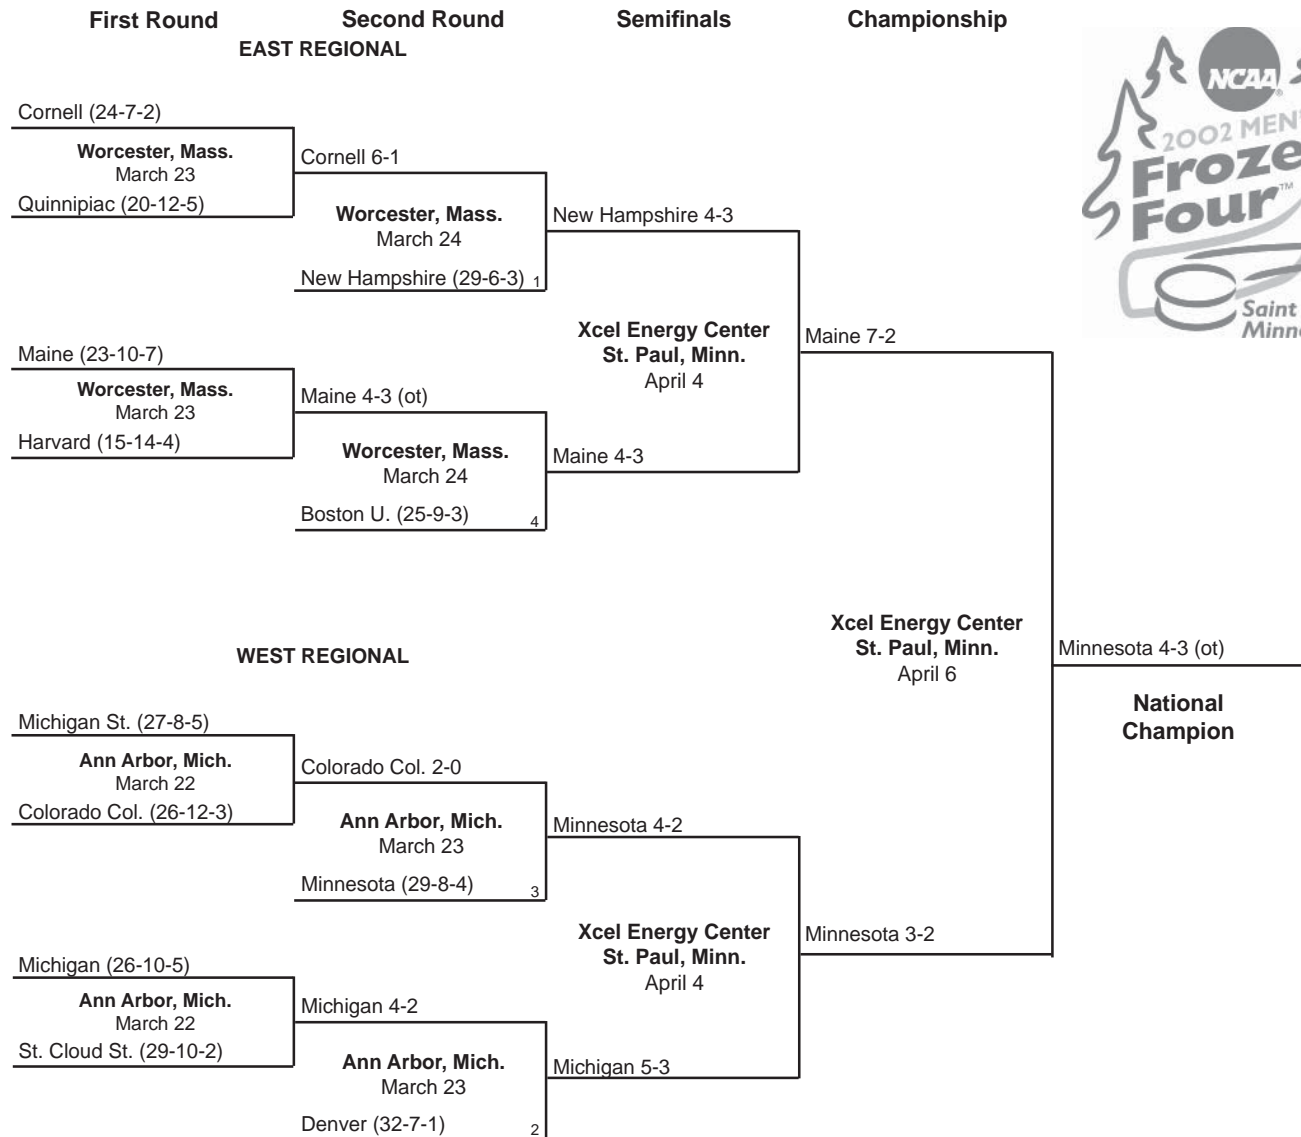 First Round
Second Round
Semifinals
Championship
EAST REGIONAL
NCAA
2002 MEN'
Froze
Four™
Saint
Minne
Cornell (24-7-2)
Worcester, Mass.
March 23
Quinnipiac (20-12-5)
Cornell 6-1
Worcester, Mass.
March 24
New Hampshire (29-6-3) 1
New Hampshire 4-3
Maine (23-10-7)
Worcester, Mass.
March 23
Harvard (15-14-4)
Maine 4-3 (ot)
Worcester, Mass.
March 24
Boston U. (25-9-3) 4
Maine 4-3
Xcel Energy Center
St. Paul, Minn.
April 4
Maine 7-2
WEST REGIONAL
Michigan St. (27-8-5)
Ann Arbor, Mich.
March 22
Colorado Col. (26-12-3)
Colorado Col. 2-0
Ann Arbor, Mich.
March 23
Minnesota (29-8-4) 3
Minnesota 4-2
Michigan (26-10-5)
Ann Arbor, Mich.
March 22
St. Cloud St. (29-10-2)
Michigan 4-2
Ann Arbor, Mich.
March 23
Denver (32-7-1) 2
Michigan 5-3
Xcel Energy Center
St. Paul, Minn.
April 4
Minnesota 3-2
Xcel Energy Center
St. Paul, Minn.
April 6
Minnesota 4-3 (ot)
National
Champion